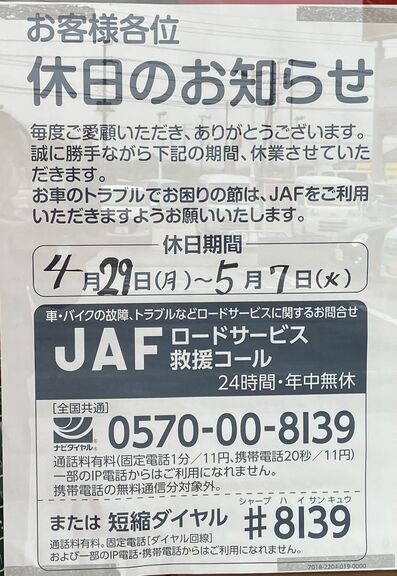 お客様各位
休日のお知らせ
毎度ご愛顧いただき、ありがとうございます。
誠に勝手ながら下記の期間、休業させていた
だきます。
お車のトラブルでお困りの節は、JAFをご利用
いただきますようお願いいたします。
休日期間
4月29日(月)～5月7日(火)
車・バイクの故障、トラブルなどロードサービスに関するお問合せ
JAF ロードサービス
救援コール
24時間・年中無休
[全国共通]
ナビダイヤル 0570-00-8139
通話料有料(固定電話1分／11円、携帯電話20秒／11円)
一部のIP電話からはご利用になれません。
携帯電話の無料通信分対象外。
シャープ ハイ サンキュウ
または 短縮ダイヤル #8139
通話料有料。固定電話[ダイヤル回線]
および一部のIP電話・携帯電話からはご利用になれません。
7018-2204-019-0000